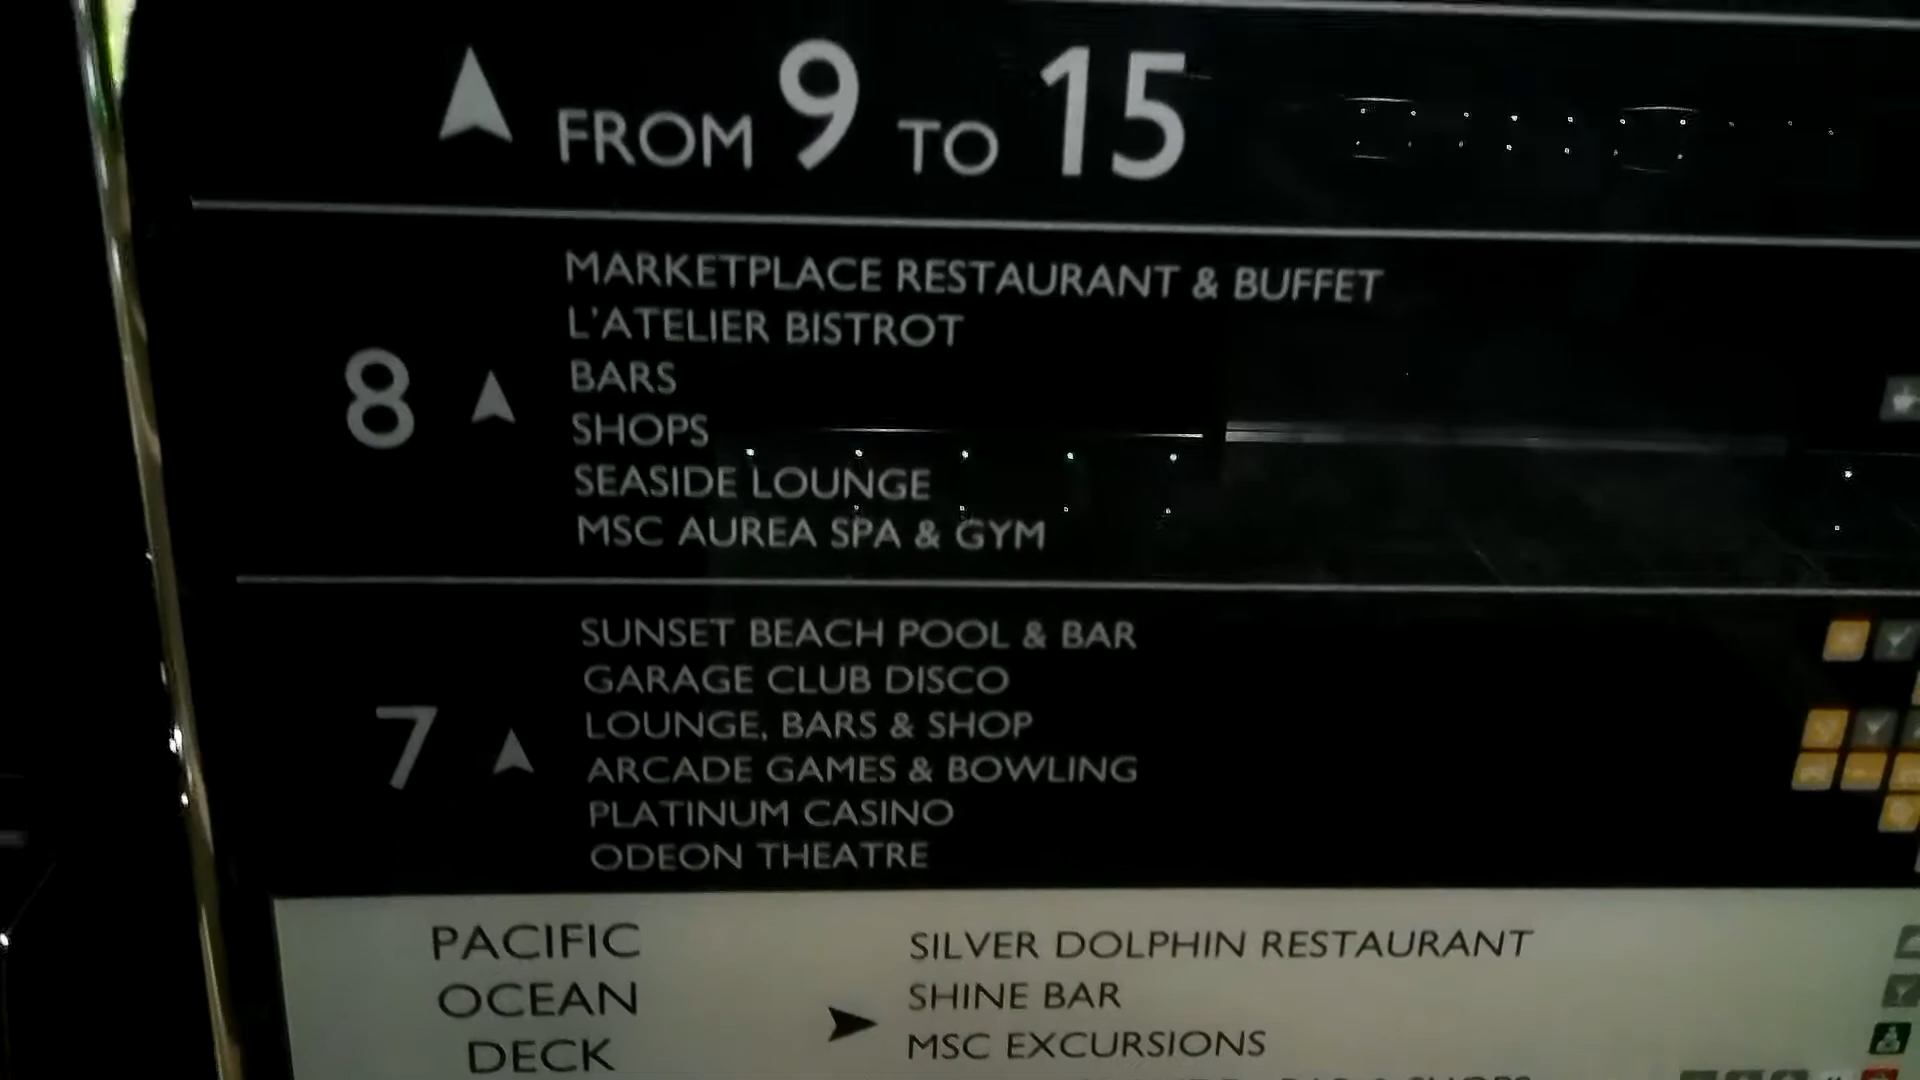 FROM 9 TO 15
8
MARKETPLACE RESTAURANT & BUFFET
L'ATELIER BISTROT
BARS
SHOPS
SEASIDE LOUNGE
MSC AUREA SPA & GYM
7
SUNSET BEACH POOL & BAR
GARAGE CLUB DISCO
LOUNGE, BARS & SHOP
ARCADE GAMES & BOWLING
PLATINUM CASINO
ODEON THEATRE
PACIFIC
OCEAN
DECK
SILVER DOLPHIN RESTAURANT
SHINE BAR
MSC EXCURSIONS